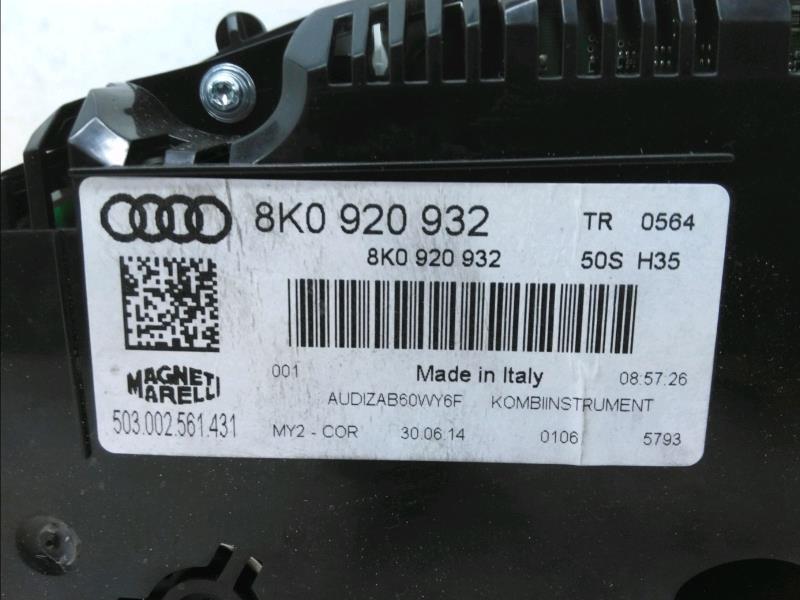 8K0 920 932 TR 0564
8K0 920 932 50S H35
001 Made in Italy 08:57:26
MAGNETI MARELLI
AUDIZAB60WY6F KOMBIINSTRUMENT
503.002.561.431
MY2 - COR 30.06.14 0106 5793